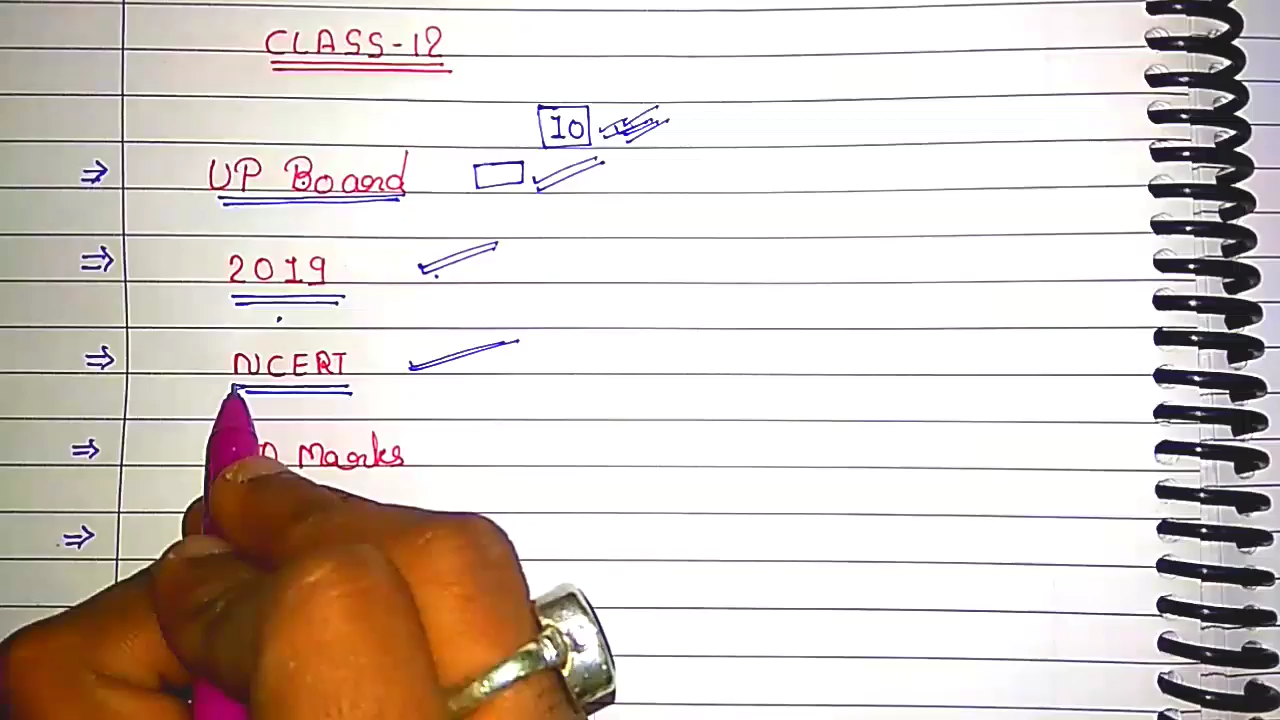 CLASS-12
10
⇒ UP Board
⇒ 2019
⇒ NCERT
⇒ Marks
⇒